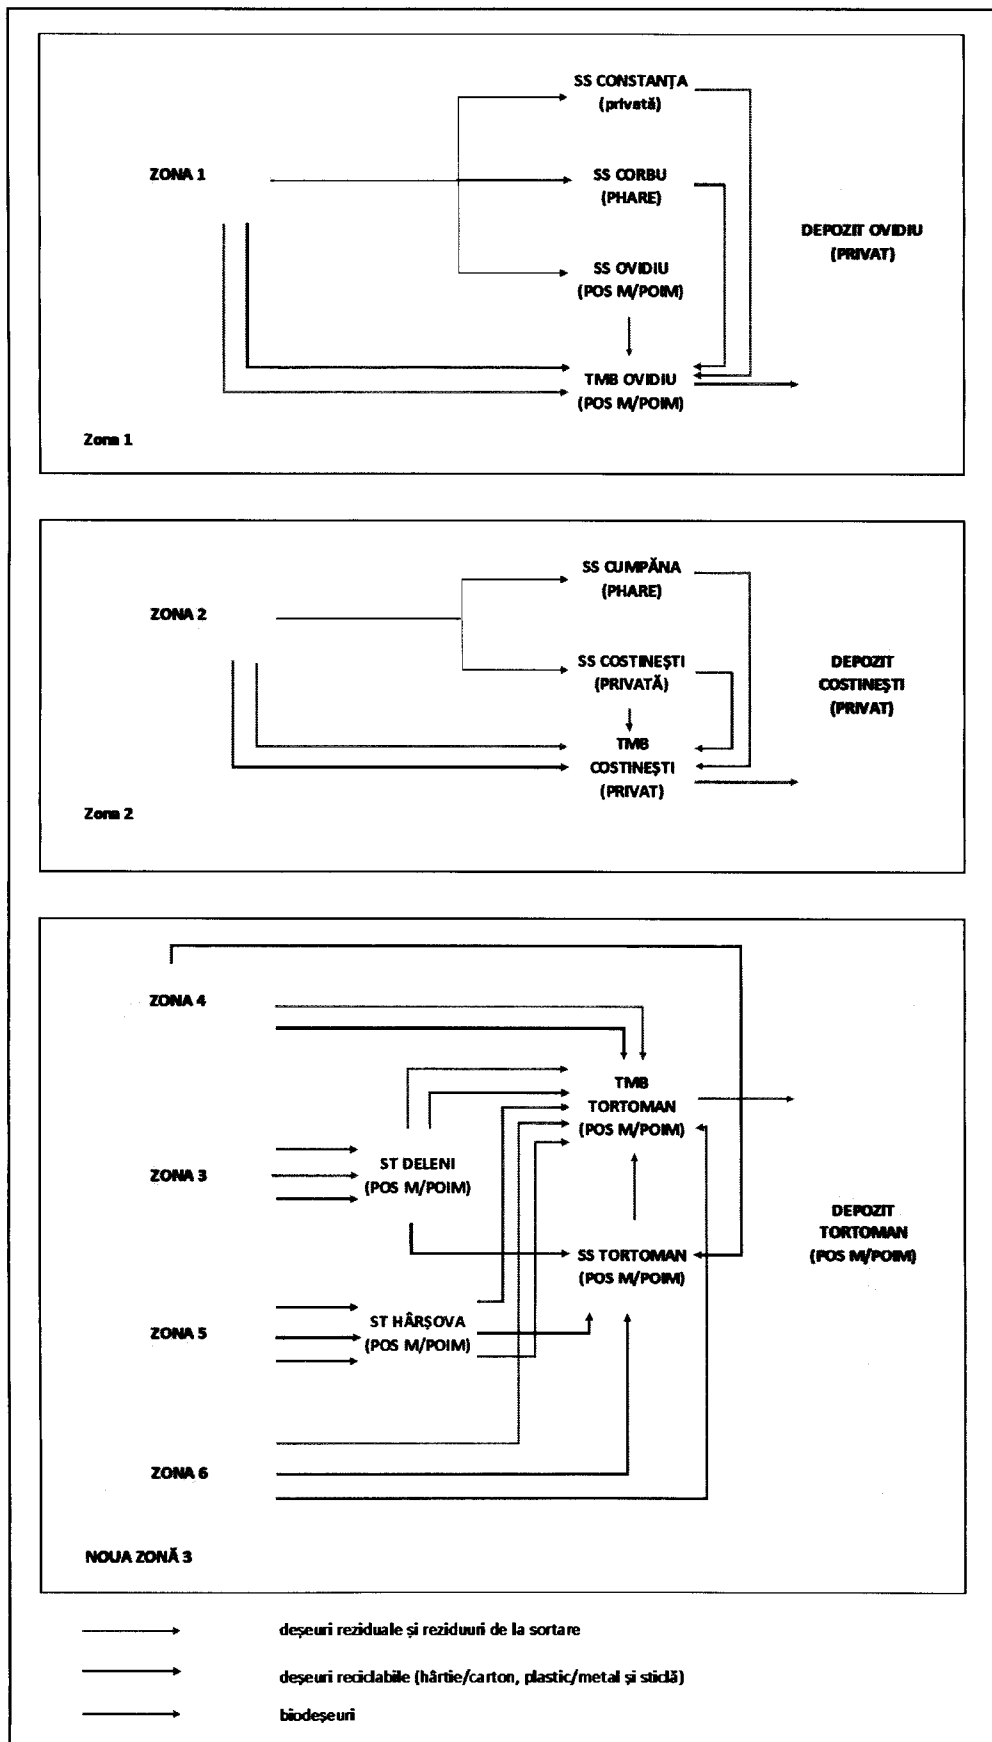 SS CONSTANȚA
(privată)
ZONA 1
SS CORBU
(PHARE)
DEPOZIT OVIDIU
(PRIVAT)
SS OVIDIU
(POS M/POIM)
TMB OVIDIU
(POS M/POIM)
Zona 1
SS CUMPĂNA
(PHARE)
ZONA 2
SS COSTINEȘTI
(PRIVATĂ)
DEPOZIT
COSTINEȘTI
(PRIVAT)
TMB
COSTINEȘTI
(PRIVAT)
Zona 2
ZONA 4
TMB
TORTOMAN
(POS M/POIM)
ZONA 3
ST DELENI
(POS M/POIM)
DEPOZIT
TORTOMAN
(POS M/POIM)
SS TORTOMAN
(POS M/POIM)
ZONA 5
ST HÂRȘOVA
(POS M/POIM)
ZONA 6
NOUA ZONĂ 3
deșeuri reziduale și reziduuri de la sortare
deșeuri reciclabile (hârtie/carton, plastic/metal și sticlă)
biodeșeuri